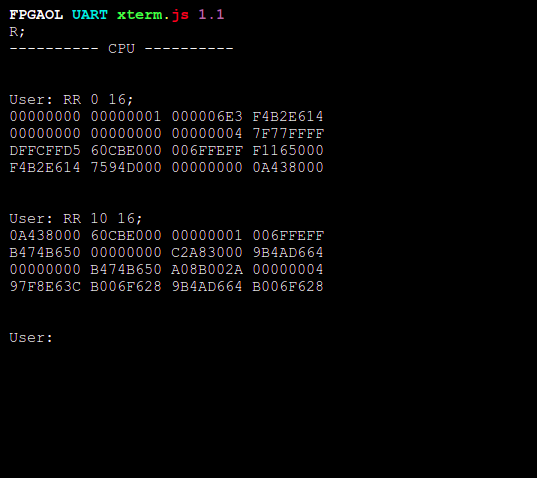 FPGAOL UART xterm.js 1.1
R;
---------- CPU ----------
User: RR 0 16;
00000000 00000001 000006E3 F4B2E614
00000000 00000000 00000004 7F77FFFF
DFFCFFD5 60CBE000 006FFEFF F1165000
F4B2E614 7594D000 00000000 0A438000
User: RR 10 16;
0A438000 60CBE000 00000001 006FFEFF
B474B650 00000000 C2A83000 9B4AD664
00000000 B474B650 A08B002A 00000004
97F8E63C B006F628 9B4AD664 B006F628
User: